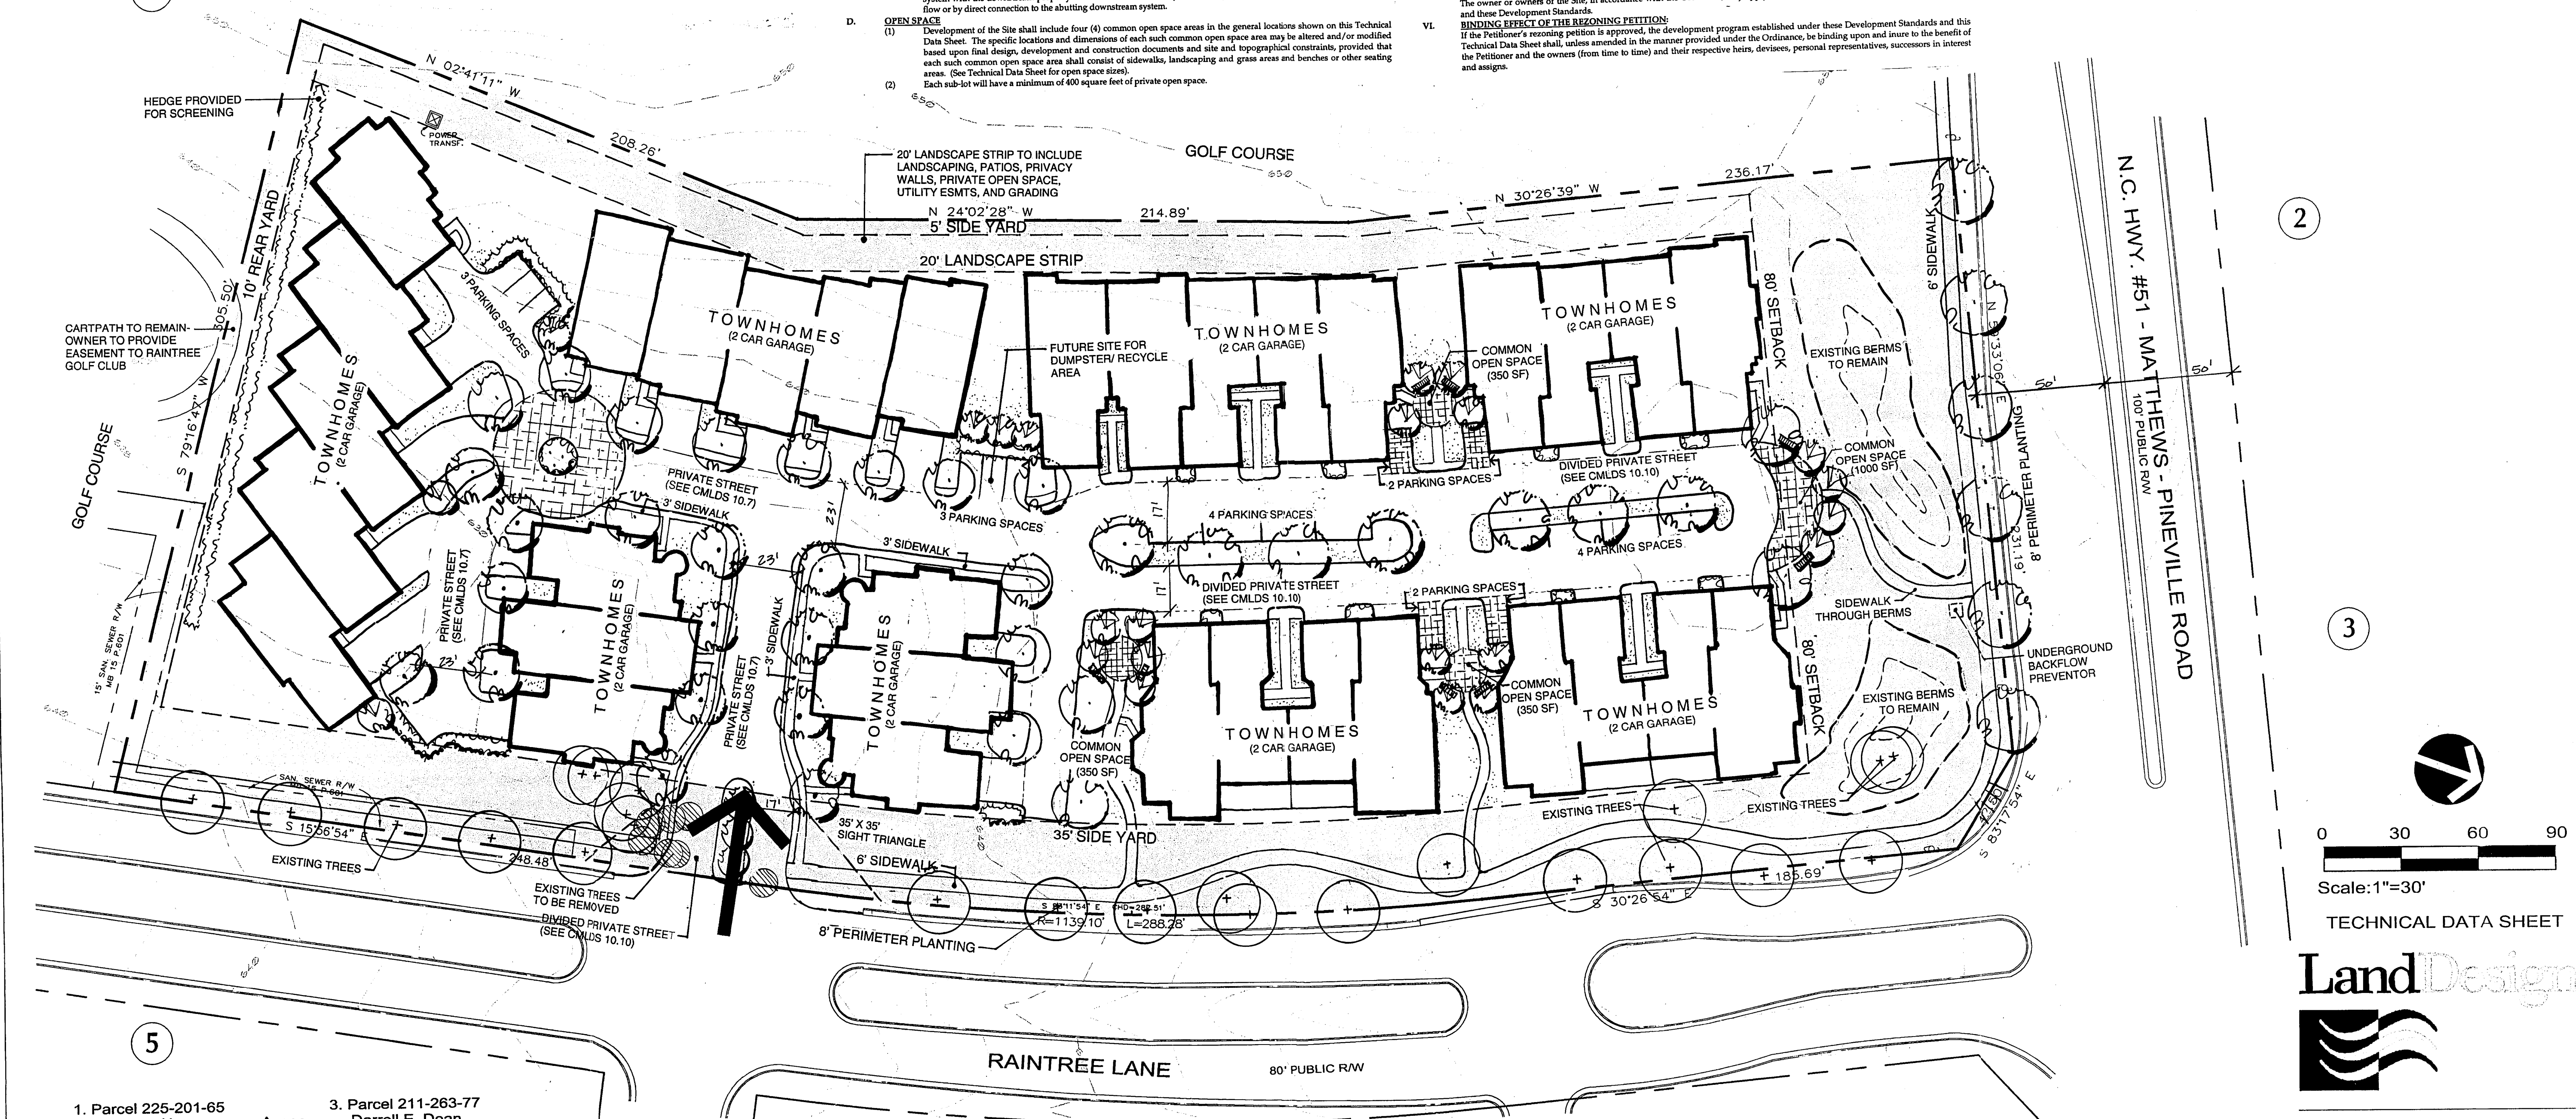 flow or by direct connection to the abutting downstream system.
D. OPEN SPACE
(1) Development of the Site shall include four (4) common open space areas in the general locations shown on this Technical
Data Sheet. The specific locations and dimensions of each such common open space area may be altered and/or modified
based upon final design, development and construction documents and site and topographical constraints, provided that
each such common open space area shall consist of sidewalks, landscaping and grass areas and benches or other seating
areas. (See Technical Data Sheet for open space sizes).
(2) Each sub-lot will have a minimum of 400 square feet of private open space.
and these Development Standards.
VI. BINDING EFFECT OF THE REZONING PETITION:
If the Petitioner's rezoning petition is approved, the development program established under these Development Standards and this
Technical Data Sheet shall, unless amended in the manner provided under the Ordinance, be binding upon and inure to the benefit of
the Petitioner and the owners (from time to time) and their respective heirs, devisees, personal representatives, successors in interest
and assigns.
N 02°41'11" W
208.26'
HEDGE PROVIDED
FOR SCREENING
POWER
TRANSF.
650
650
650
20' LANDSCAPE STRIP TO INCLUDE
LANDSCAPING, PATIOS, PRIVACY
WALLS, PRIVATE OPEN SPACE,
UTILITY ESMTS, AND GRADING
GOLF COURSE
N 24°02'28" W
214.89'
5' SIDE YARD
20' LANDSCAPE STRIP
N 30°26'39" W
236.17'
6' SIDEWALK
N.C. HWY. #51 - MATTHEWS - PINEVILLE ROAD
100' PUBLIC R/W
2
10' REAR YARD
305.50'
S 79°16'47" W
CARTPATH TO REMAIN-
OWNER TO PROVIDE
EASEMENT TO RAINTREE
GOLF CLUB
GOLF COURSE
3 PARKING SPACES
TOWNHOMES
(2 CAR GARAGE)
TOWNHOMES
(2 CAR GARAGE)
FUTURE SITE FOR
DUMPSTER/ RECYCLE
AREA
TOWNHOMES
(2 CAR GARAGE)
COMMON
OPEN SPACE
(350 SF)
TOWNHOMES
(2 CAR GARAGE)
80' SETBACK
EXISTING BERMS
TO REMAIN
N 59°33'06" E
231.19'
8' PERIMETER PLANTING
50'
50'
COMMON
OPEN SPACE
(1000 SF)
PRIVATE STREET
(SEE CMLDS 10.7)
3' SIDEWALK
23'
3 PARKING SPACES
17'
4 PARKING SPACES
2 PARKING SPACES
DIVIDED PRIVATE STREET
(SEE CMLDS 10.10)
4 PARKING SPACES
PRIVATE STREET
(SEE CMLDS 10.7)
23'
TOWNHOMES
(2 CAR GARAGE)
23'
3' SIDEWALK
3' SIDEWALK
PRIVATE STREET
(SEE CMLDS 10.7)
TOWNHOMES
(2 CAR GARAGE)
17'
DIVIDED PRIVATE STREET
(SEE CMLDS 10.10)
2 PARKING SPACES
COMMON
OPEN SPACE
(350 SF)
TOWNHOMES
(2 CAR GARAGE)
COMMON
OPEN SPACE
(350 SF)
TOWNHOMES
(2 CAR GARAGE)
80' SETBACK
SIDEWALK
THROUGH BERMS
EXISTING BERMS
TO REMAIN
UNDERGROUND
BACKFLOW
PREVENTOR
3
15' SAN. SEWER R/W
MB 15 P.601
SAN. SEWER R/W
S 15°56'54" E
248.48'
EXISTING TREES
EXISTING TREES
TO BE REMOVED
DIVIDED PRIVATE STREET
(SEE CMLDS 10.10)
17'
35' X 35'
SIGHT TRIANGLE
6' SIDEWALK
35' SIDE YARD
8' PERIMETER PLANTING
R=1139.10'
L=288.28'
EXISTING TREES
EXISTING TREES
S 30°26'54" E
185.69'
S 83°17'54" E
0 30 60 90
Scale:1"=30'
TECHNICAL DATA SHEET
LandDesign
RAINTREE LANE
80' PUBLIC R/W
5
1. Parcel 225-201-65
3. Parcel 211-263-77